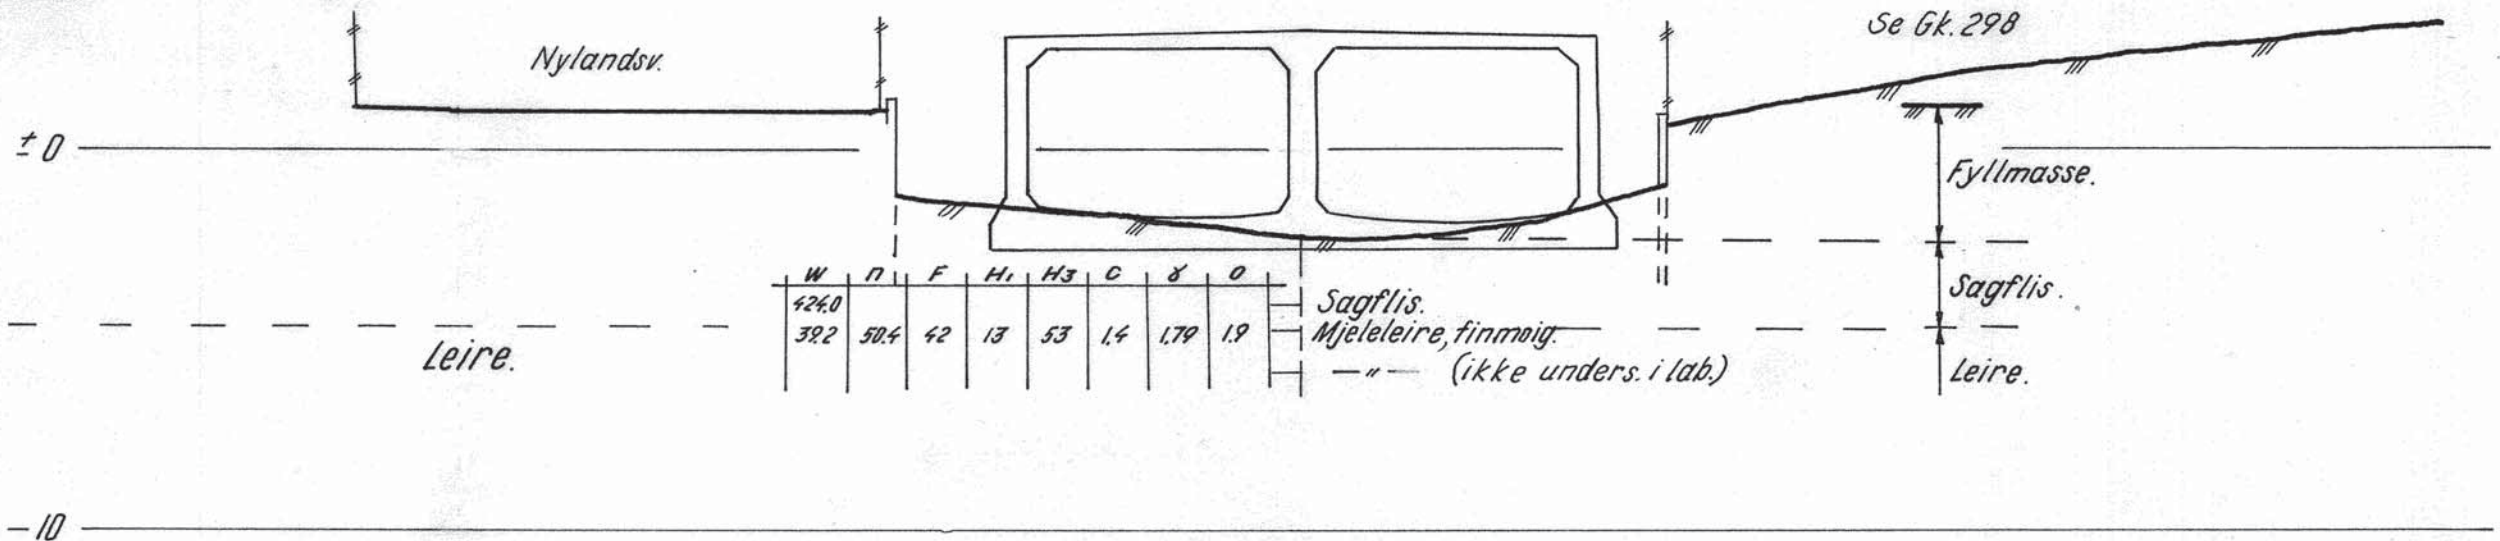 Se Gk. 298
Nylandsv.
± 0
Fyllmasse.
W n F H1 H3 C γ O
424.0 Sagflis.
Sagflis.
39.2 50.4 42 13 53 1.4 1.79 1.9 Mjeleleire, finmoig.
Leire.
—"— (ikke unders. i lab.)
Leire.
-10